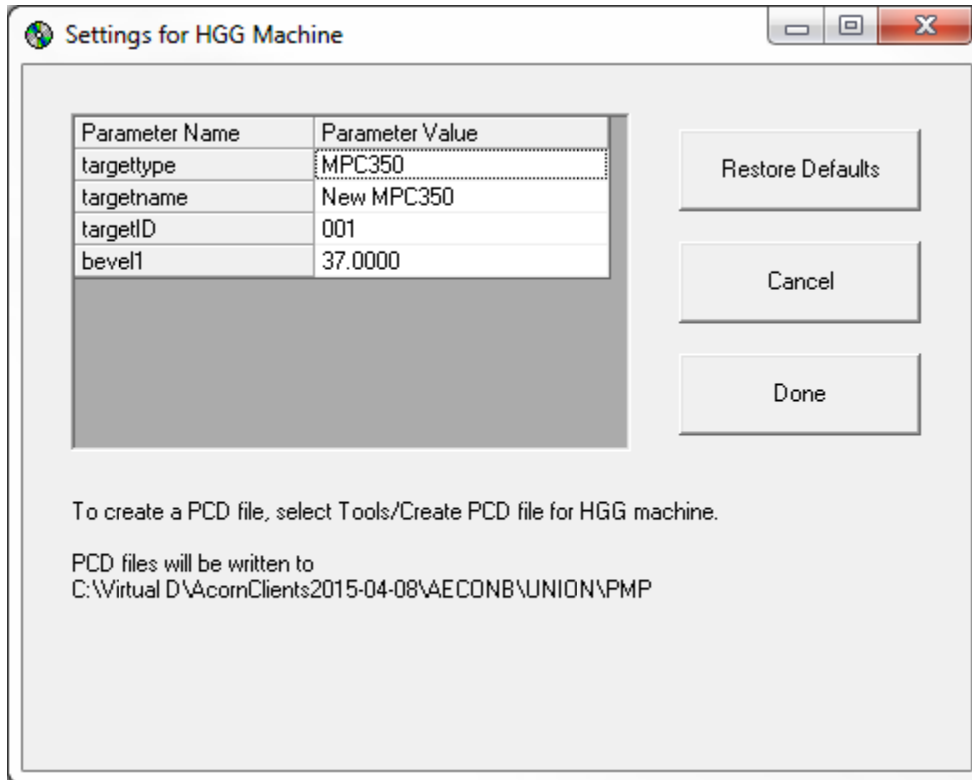 Settings for HGG Machine
Parameter Name Parameter Value
targettype MPC350
targetname New MPC350
targetID 001
bevel1 37.0000
Restore Defaults
Cancel
Done
To create a PCD file, select Tools/Create PCD file for HGG machine.
PCD files will be written to
C:\Virtual D\AcornClients2015-04-08\AECONB\UNION\PMP